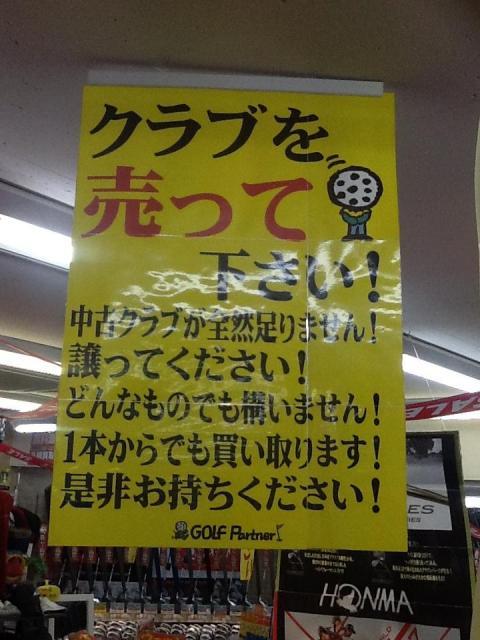 クラブを
売って
下さい!
中古クラブが全然足りません!
譲ってください!
どんなものでも構いません!
1本からでも買い取ります!
是非お持ちください!
GOLF Partner
SALE
ES
HONMA